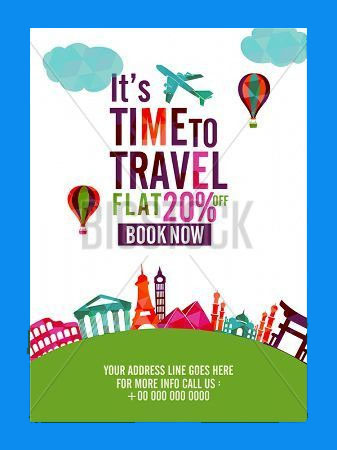 It's
TIME TO
TRAVEL
FLAT 20% OFF
BIGSTOCK
BOOK NOW
YOUR ADDRESS LINE GOES HERE
FOR MORE INFO CALL US :
+ 00 000 000 0000